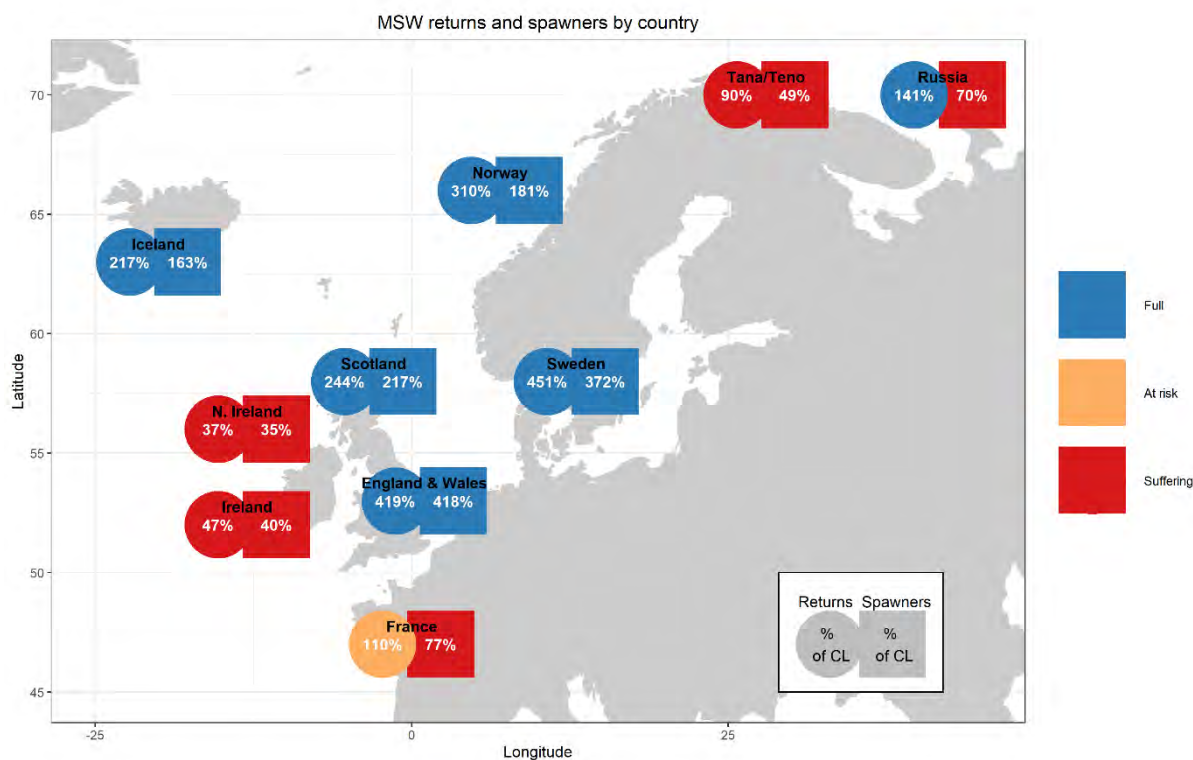 MSW returns and spawners by country
Tana/Teno
90% 49%
Russia
141% 70%
70
Norway
310% 181%
65
Iceland
217% 163%
60
Scotland
244% 217%
Sweden
451% 372%
N. Ireland
37% 35%
55
England & Wales
419% 418%
Ireland
47% 40%
50
France
110% 77%
45
Latitude
-25 0 25
Longitude
Full
At risk
Suffering
Returns Spawners
% %
of CL of CL